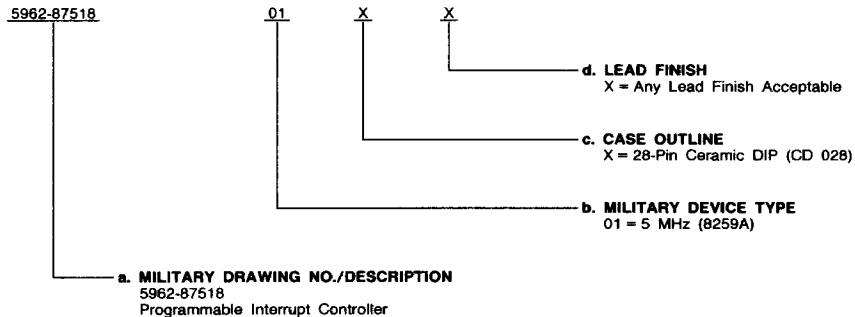 5962-87518 01 X X
d. LEAD FINISH
X = Any Lead Finish Acceptable
c. CASE OUTLINE
X = 28-Pin Ceramic DIP (CD 028)
b. MILITARY DEVICE TYPE
01 = 5 MHz (8259A)
a. MILITARY DRAWING NO./DESCRIPTION
5962-87518
Programmable Interrupt Controller